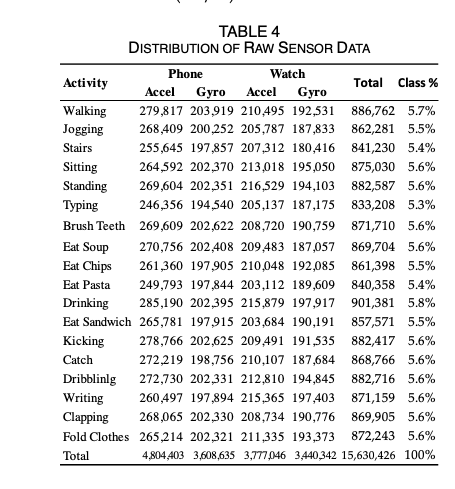 TABLE 4
DISTRIBUTION OF RAW SENSOR DATA
Activity Phone Watch Total Class %
Accel Gyro Accel Gyro
Walking 279,817 203,919 210,495 192,531 886,762 5.7%
Jogging 268,409 200,252 205,787 187,833 862,281 5.5%
Stairs 255,645 197,857 207,312 180,416 841,230 5.4%
Sitting 264,592 202,370 213,018 195,050 875,030 5.6%
Standing 269,604 202,351 216,529 194,103 882,587 5.6%
Typing 246,356 194,540 205,137 187,175 833,208 5.3%
Brush Teeth 269,609 202,622 208,720 190,759 871,710 5.6%
Eat Soup 270,756 202,408 209,483 187,057 869,704 5.6%
Eat Chips 261,360 197,905 210,048 192,085 861,398 5.5%
Eat Pasta 249,793 197,844 203,112 189,609 840,358 5.4%
Drinking 285,190 202,395 215,879 197,917 901,381 5.8%
Eat Sandwich 265,781 197,915 203,684 190,191 857,571 5.5%
Kicking 278,766 202,625 209,491 191,535 882,417 5.6%
Catch 272,219 198,756 210,107 187,684 868,766 5.6%
Dribblinlg 272,730 202,331 212,810 194,845 882,716 5.6%
Writing 260,497 197,894 215,365 197,403 871,159 5.6%
Clapping 268,065 202,330 208,734 190,776 869,905 5.6%
Fold Clothes 265,214 202,321 211,335 193,373 872,243 5.6%
Total 4,804,403 3,608,635 3,777,046 3,440,342 15,630,426 100%